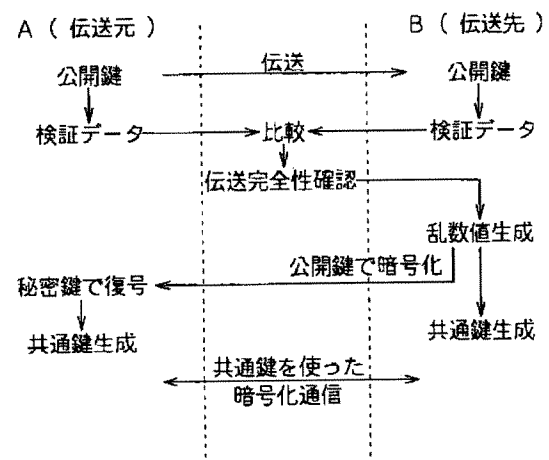 A ( 伝送元 )
B ( 伝送先 )
公開鍵
伝送
公開鍵
検証データ
比較
検証データ
伝送完全性確認
乱数値生成
公開鍵で暗号化
秘密鍵で復号
共通鍵生成
共通鍵生成
共通鍵を使った
暗号化通信